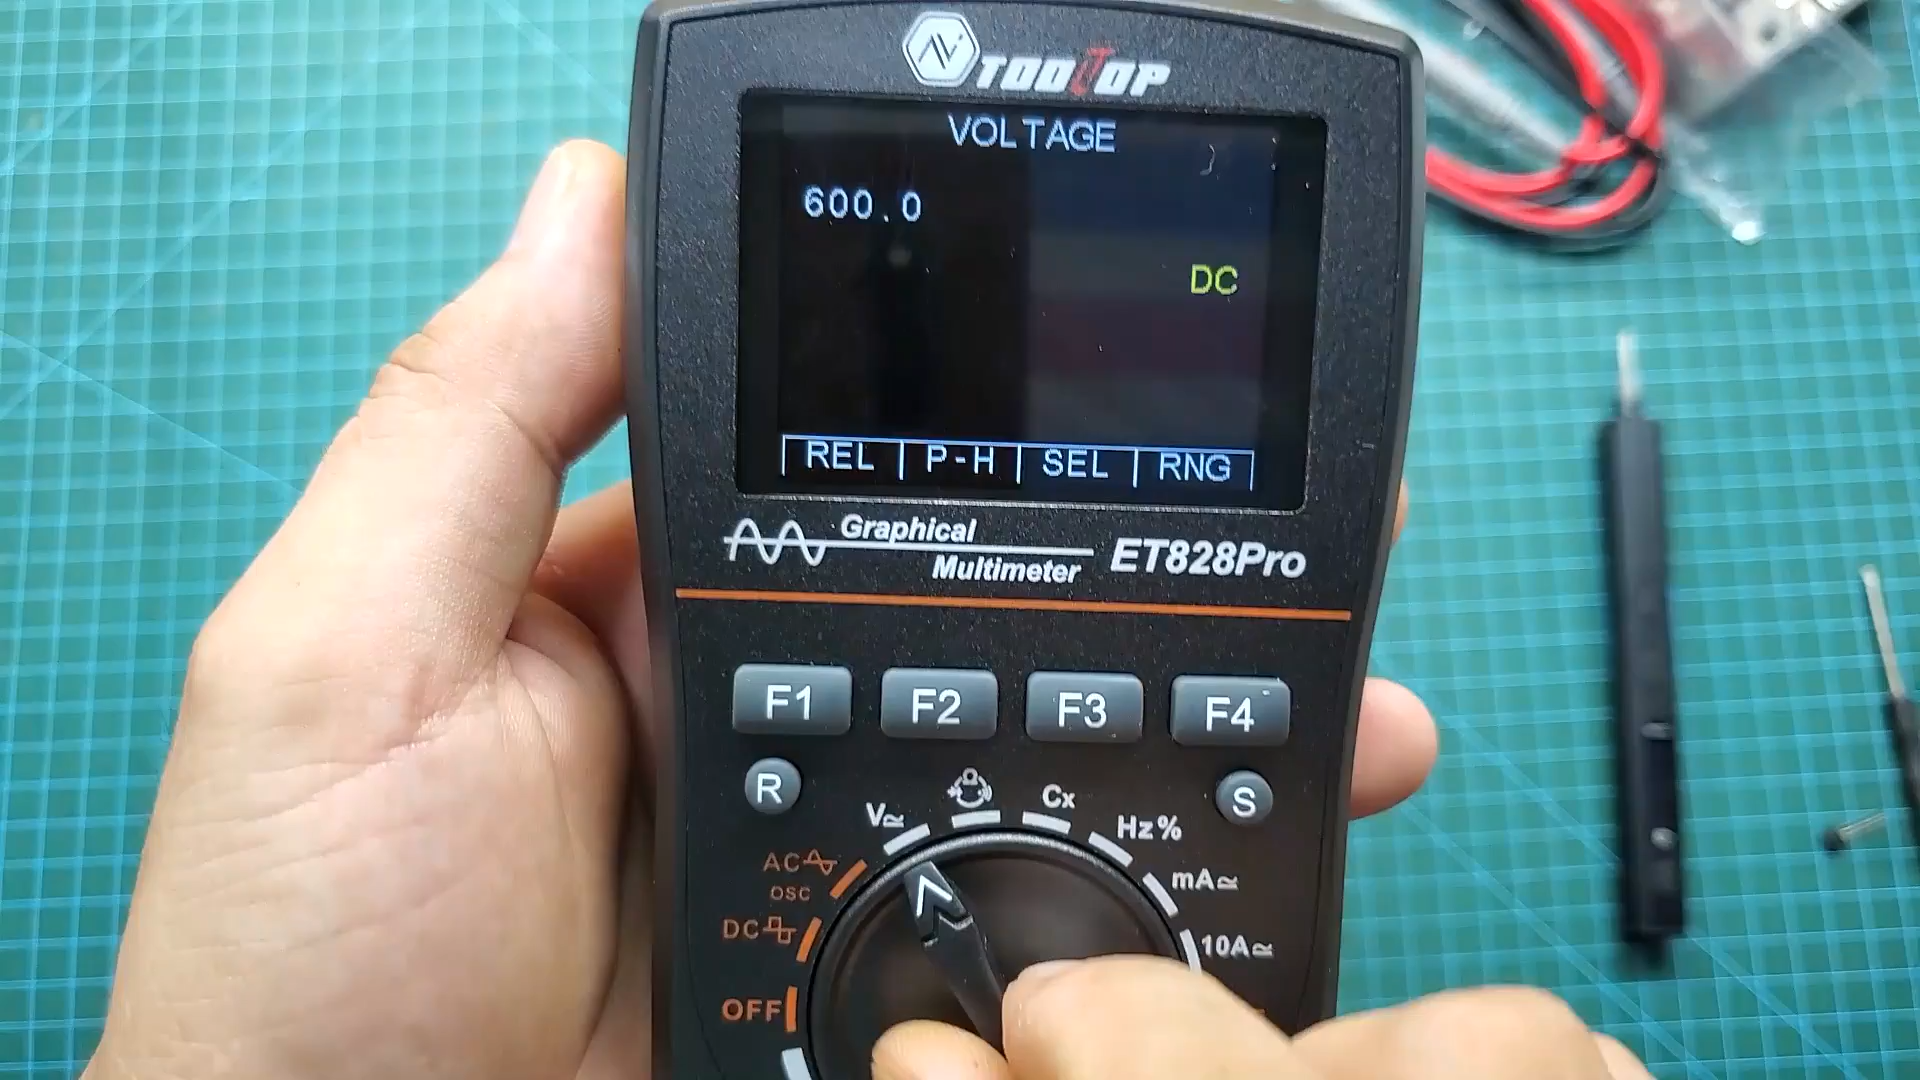 TOOLTOP
VOLTAGE
600.0
DC
REL P-H SEL RNG
Graphical
Multimeter
ET828Pro
F1 F2 F3 F4
R S
V≃ Cx Hz%
AC
OSC
mA≃
DC
10A≃
OFF